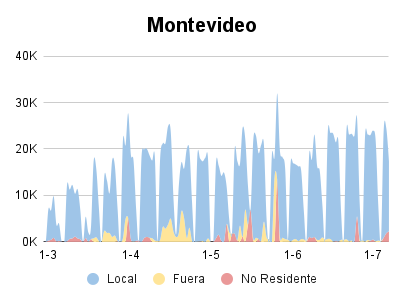 Montevideo
40K
30K
20K
10K
0K
1-3 1-4 1-5 1-6 1-7
Local Fuera No Residente